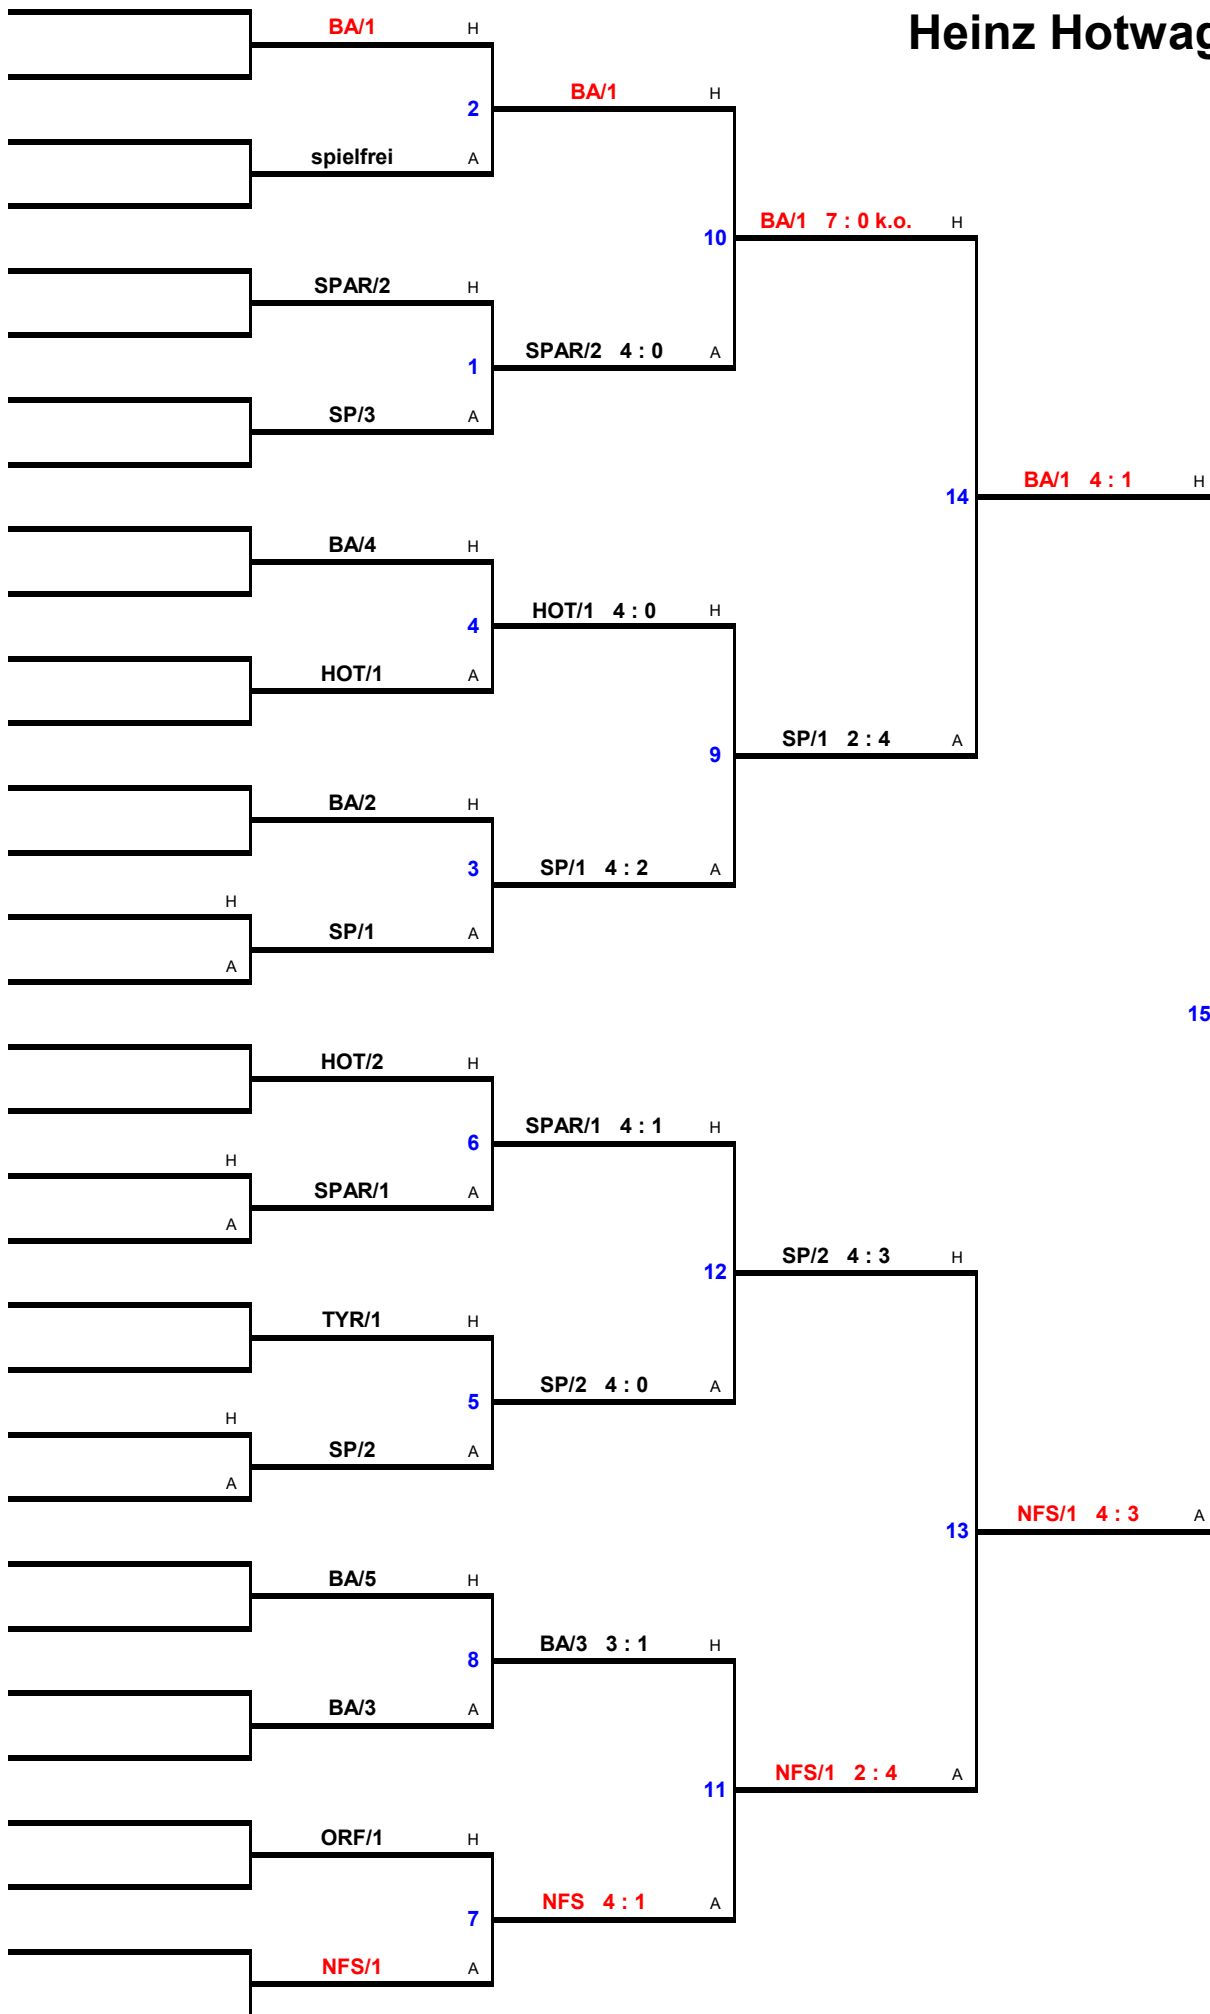 Heinz Hotwag
BA/1 H
2 BA/1 H
spielfrei A
10 BA/1 7 : 0 k.o. H
SPAR/2 H
1 SPAR/2 4 : 0 A
SP/3 A
14 BA/1 4 : 1 H
BA/4 H
4 HOT/1 4 : 0 H
HOT/1 A
9 SP/1 2 : 4 A
BA/2 H
3 SP/1 4 : 2 A
H
SP/1 A
A
15
HOT/2 H
6 SPAR/1 4 : 1 H
H
SPAR/1 A
A
12 SP/2 4 : 3 H
TYR/1 H
5 SP/2 4 : 0 A
H
SP/2 A
A
13 NFS/1 4 : 3 A
BA/5 H
8 BA/3 3 : 1 H
BA/3 A
11 NFS/1 2 : 4 A
ORF/1 H
7 NFS 4 : 1 A
NFS/1 A